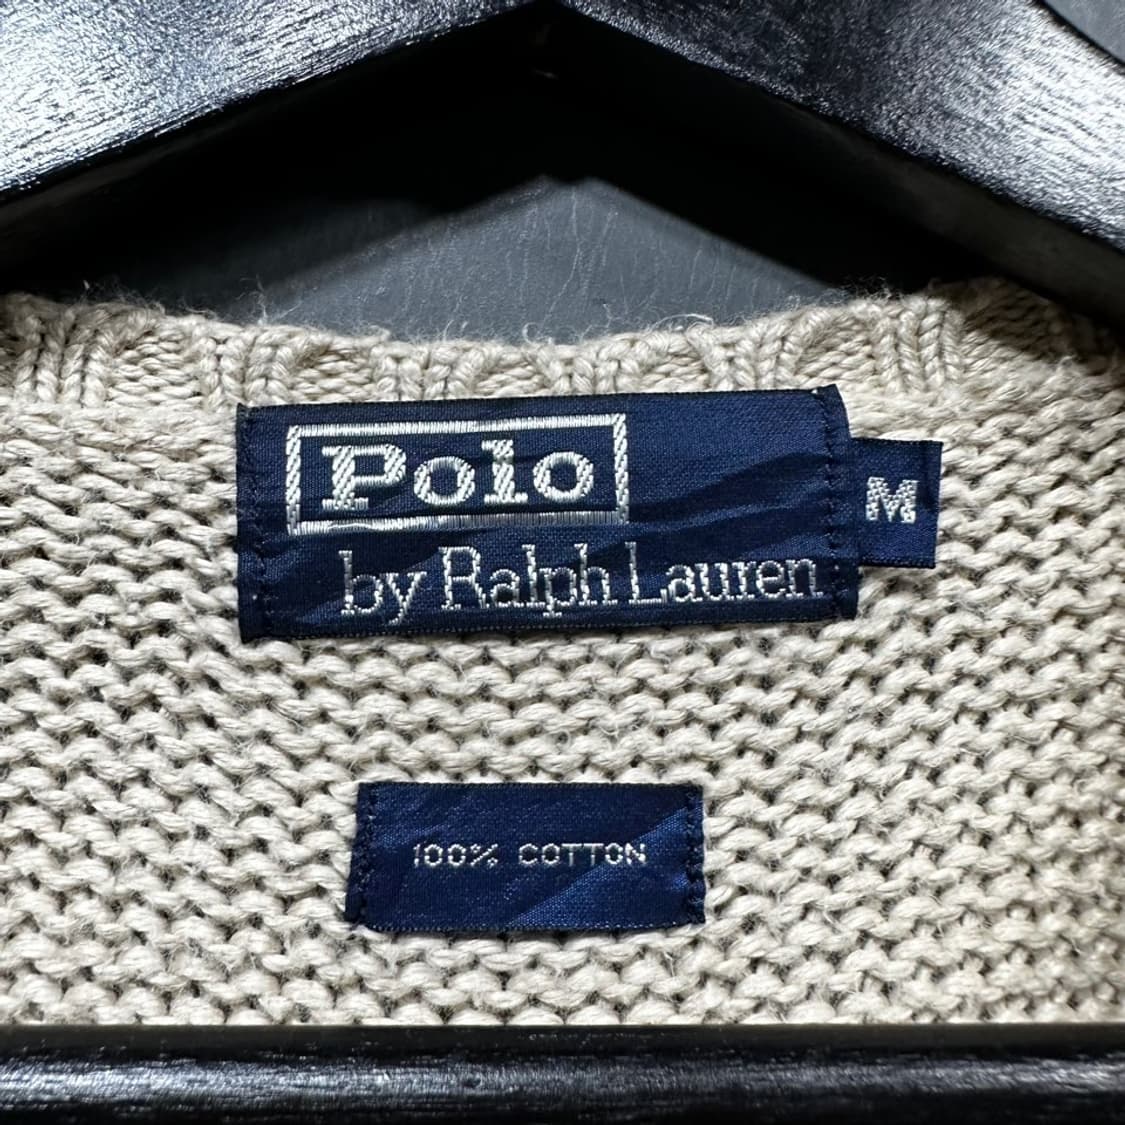 Polo
by Ralph Lauren
M
100% COTTON